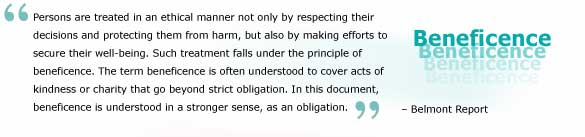 “
Persons are treated in an ethical manner not only by respecting their
decisions and protecting them from harm, but also by making efforts to
secure their well-being. Such treatment falls under the principle of
beneficence. The term beneficence is often understood to cover acts of
kindness or charity that go beyond strict obligation. In this document,
beneficence is understood in a stronger sense, as an obligation. ”
Beneficence
Beneficence
Beneficence
Beneficence
– Belmont Report